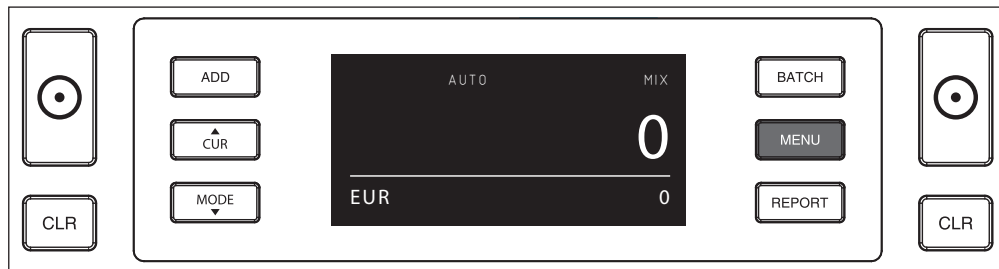 ADD
AUTO MIX
BATCH
CUR
0
MENU
MODE
EUR 0
REPORT
CLR
CLR